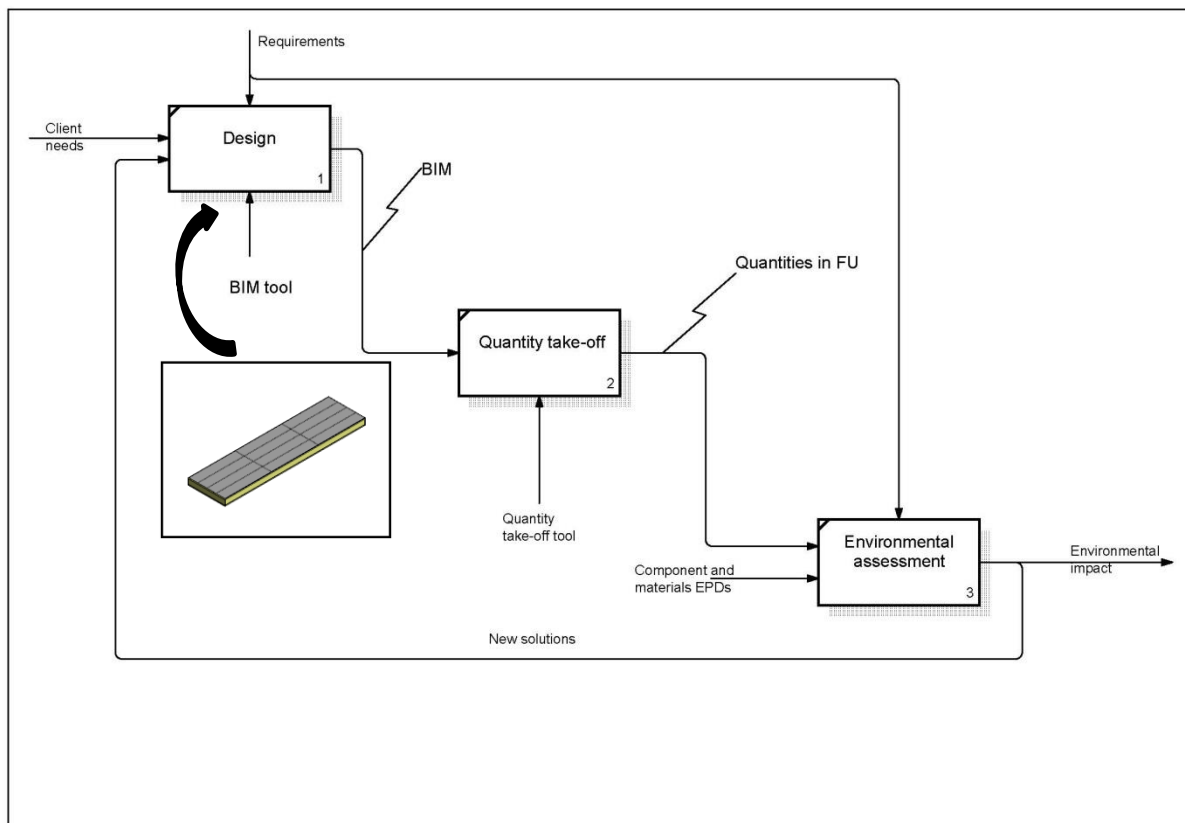 Requirements
Client
needs
Design
1
BIM
BIM tool
Quantities in FU
Quantity take-off
2
Quantity
take-off tool
Environmental
assessment
3
Component and
materials EPDs
Environmental
impact
New solutions